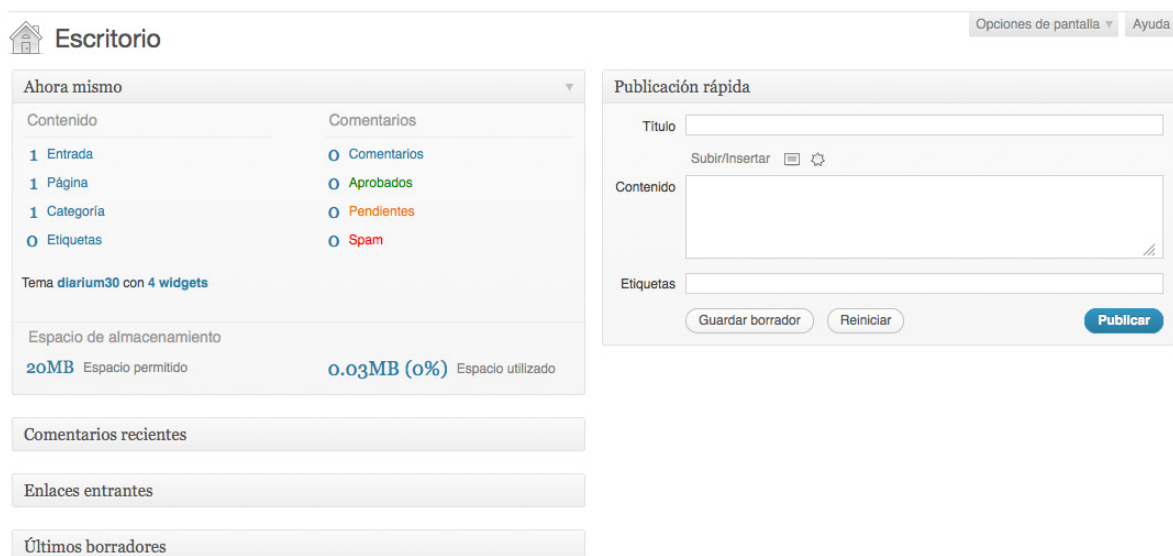 Opciones de pantalla
Ayuda
Escritorio
Ahora mismo
Contenido
1 Entrada
1 Página
1 Categoría
0 Etiquetas
Comentarios
0 Comentarios
0 Aprobados
0 Pendientes
0 Spam
Tema diarium30 con 4 widgets
Espacio de almacenamiento
20MB Espacio permitido
0.03MB (0%) Espacio utilizado
Comentarios recientes
Enlaces entrantes
Últimos borradores
Publicación rápida
Título
Subir/Insertar
Contenido
Etiquetas
Guardar borrador
Reiniciar
Publicar